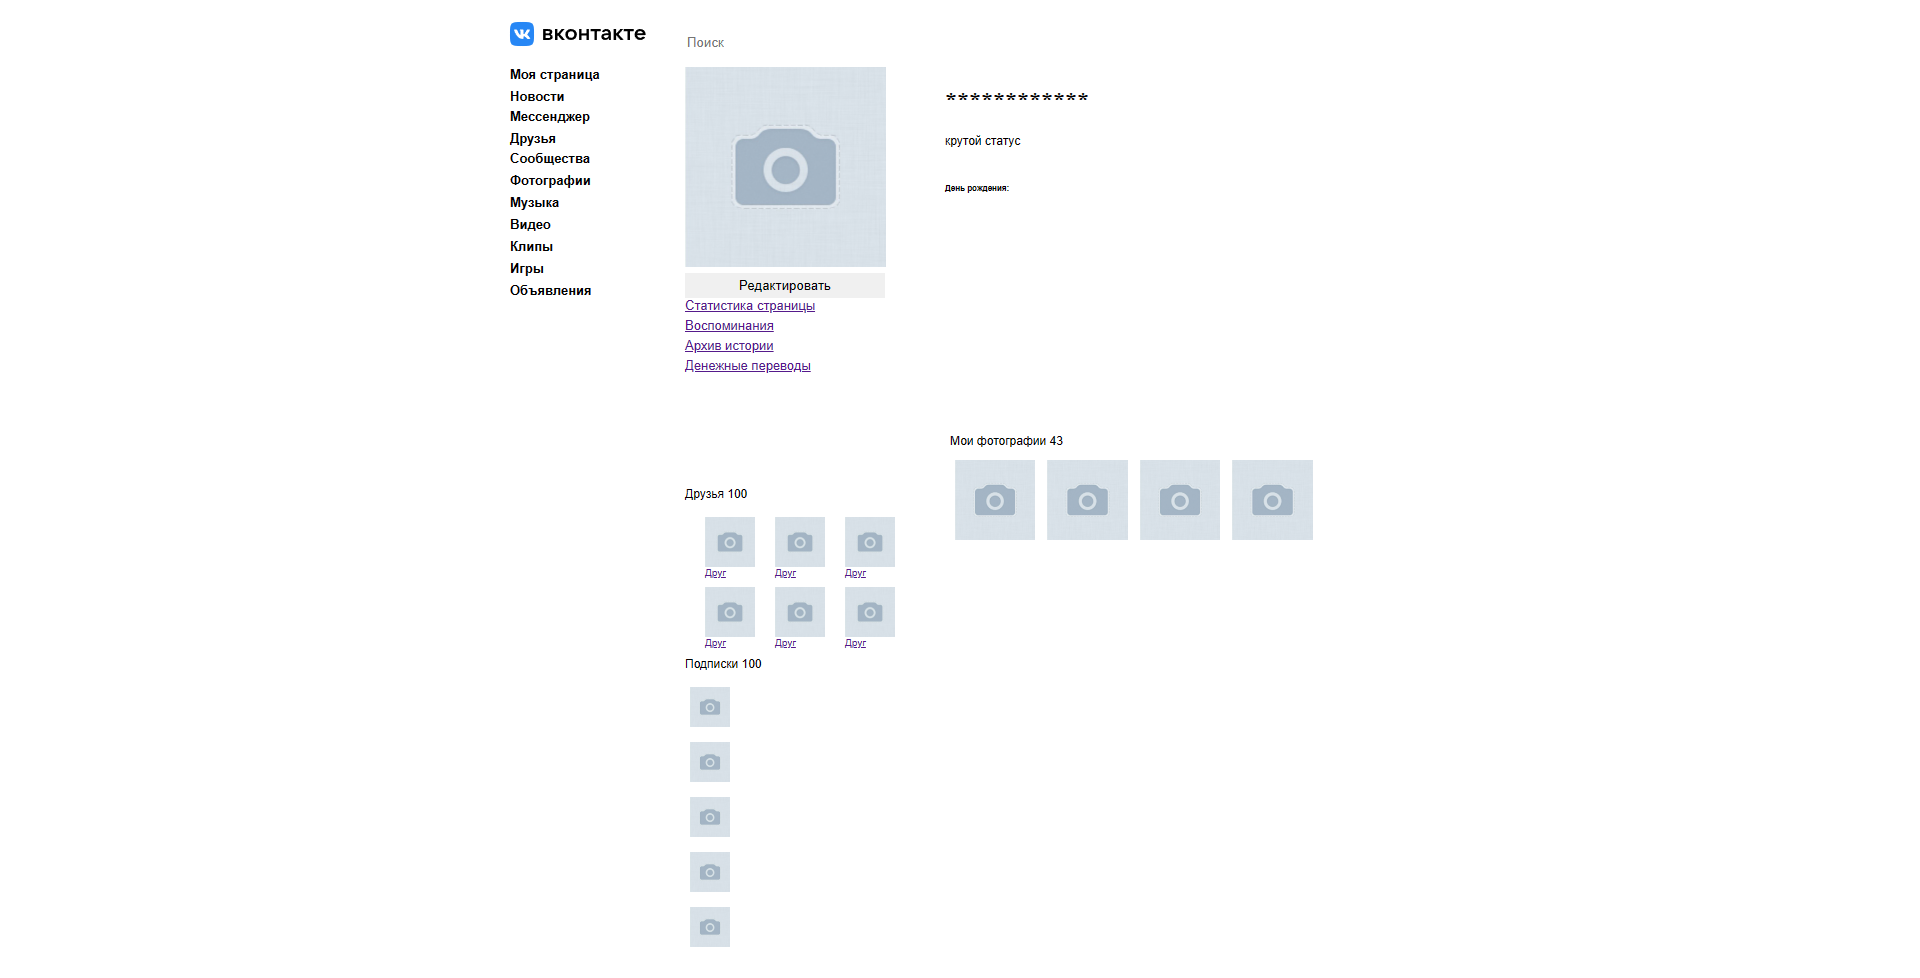 вконтакте
Поиск
Моя страница
Новости
Мессенджер
Друзья
Сообщества
Фотографии
Музыка
Видео
Клипы
Игры
Объявления
Редактировать
Статистика страницы
Воспоминания
Архив истории
Денежные переводы
************
крутой статус
День рождения:
Мои фотографии 43
Друзья 100
Друг Друг Друг
Друг Друг Друг
Подписки 100